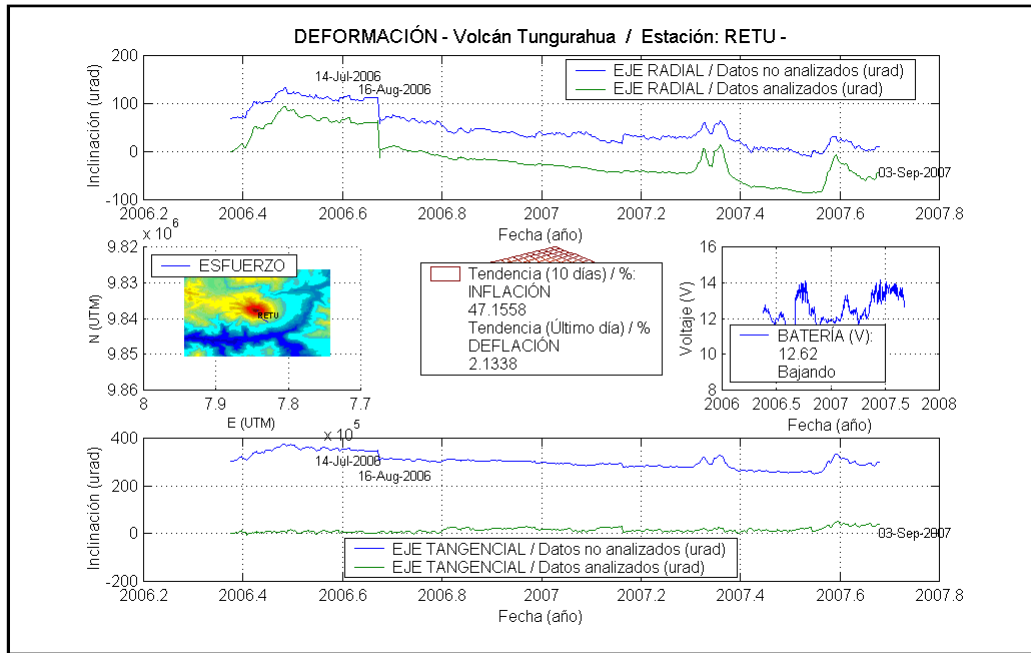 DEFORMACIÓN - Volcán Tungurahua / Estación: RETU -
Inclinación (urad)
200
100
0
-100
14-Jul-2006
16-Aug-2006
EJE RADIAL / Datos no analizados (urad)
EJE RADIAL / Datos analizados (urad)
03-Sep-2007
2006.2 2006.4 2006.6 2006.8 2007 2007.2 2007.4 2007.6 2007.8
Fecha (año)
x 10^6
N (UTM)
9.82
9.83
9.84
9.85
9.86
ESFUERZO
RETU
8 7.9 7.8 7.7
E (UTM)
x 10^5
Tendencia (10 días) / %:
INFLACIÓN
47.1558
Tendencia (Último día) / %
DEFLACIÓN
2.1338
Voltaje (V)
16
14
12
10
8
BATERÍA (V):
12.62
Bajando
2006 2006.5 2007 2007.5 2008
Fecha (año)
Inclinación (urad)
400
200
0
-200
14-Jul-2006
16-Aug-2006
03-Sep-2007
EJE TANGENCIAL / Datos no analizados (urad)
EJE TANGENCIAL / Datos analizados (urad)
2006.2 2006.4 2006.6 2006.8 2007 2007.2 2007.4 2007.6 2007.8
Fecha (año)